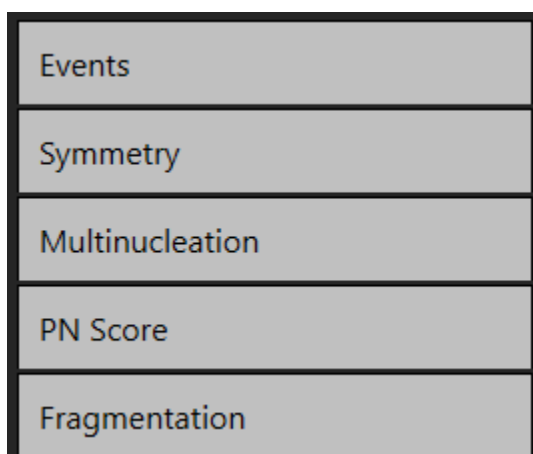 Events
Symmetry
Multinucleation
PN Score
Fragmentation